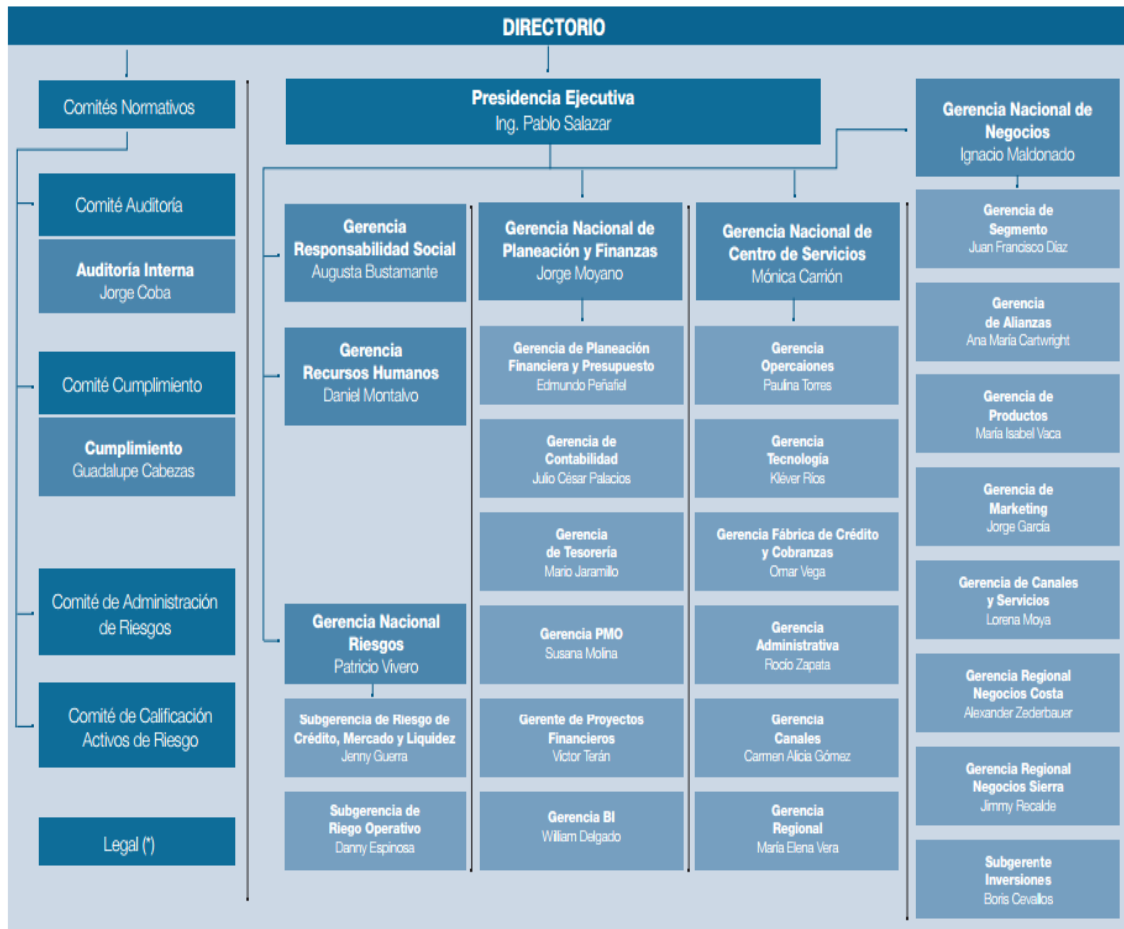 DIRECTORIO
Comités Normativos
Comité Auditoría
Auditoría Interna
Jorge Coba
Comité Cumplimiento
Cumplimiento
Guadalupe Cabezas
Comité de Administración
de Riesgos
Comité de Calificación
Activos de Riesgo
Legal (*)
Presidencia Ejecutiva
Ing. Pablo Salazar
Gerencia
Responsabilidad Social
Augusta Bustamante
Gerencia
Recursos Humanos
Daniel Montalvo
Gerencia Nacional
Riesgos
Patricio Vivero
Subgerencia de Riesgo de
Crédito, Mercado y Liquidez
Jenny Guerra
Subgerencia de
Riego Operativo
Danny Espinosa
Gerencia Nacional de
Planeación y Finanzas
Jorge Moyano
Gerencia de Planeación
Financiera y Presupuesto
Edmundo Peñafiel
Gerencia de
Contabilidad
Julio César Palacios
Gerencia
de Tesorería
Mario Jaramillo
Gerencia PMO
Susana Molina
Gerente de Proyectos
Financieros
Victor Terán
Gerencia BI
William Delgado
Gerencia Nacional de
Centro de Servicios
Mónica Carrión
Gerencia
Opercaiones
Paulina Torres
Gerencia
Tecnología
Kléver Ríos
Gerencia Fábrica de Crédito
y Cobranzas
Omar Vega
Gerencia
Administrativa
Rocío Zapata
Gerencia
Canales
Carmen Alicia Gómez
Gerencia
Regional
María Elena Vera
Gerencia Nacional de
Negocios
Ignacio Maldonado
Gerencia de
Segmento
Juan Francisco Díaz
Gerencia
de Alianzas
Ana María Cartwright
Gerencia de
Productos
María Isabel Vaca
Gerencia de
Marketing
Jorge García
Gerencia de Canales
y Servicios
Lorena Moya
Gerencia Regional
Negocios Costa
Alexander Zederbauer
Gerencia Regional
Negocios Sierra
Jimmy Recalde
Subgerente
Inversiones
Boris Cevallos